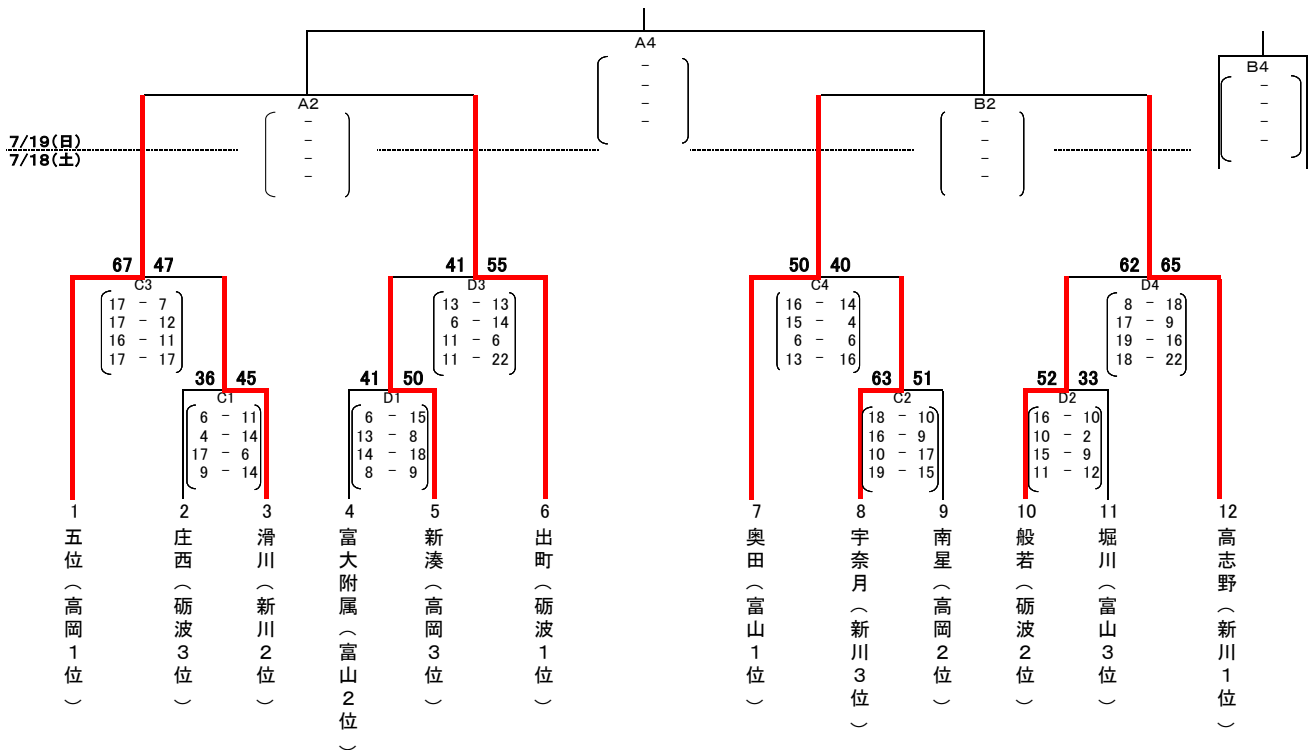 A4
-
-
-
-
B4
-
-
-
-
A2
-
-
-
-
B2
-
-
-
-
7/19(日)
7/18(土)
67 47
C3
17 - 7
17 - 12
16 - 11
17 - 17
41 55
D3
13 - 13
6 - 14
11 - 6
11 - 22
50 40
C4
16 - 14
15 - 4
6 - 6
13 - 16
62 65
D4
8 - 18
17 - 9
19 - 16
18 - 22
36 45
C1
6 - 11
4 - 14
17 - 6
9 - 14
41 50
D1
6 - 15
13 - 8
14 - 18
8 - 9
63 51
C2
18 - 10
16 - 9
10 - 17
19 - 15
52 33
D2
16 - 10
10 - 2
15 - 9
11 - 12
1
五位(高岡1位)
2
庄西(砺波3位)
3
滑川(新川2位)
4
富大附属(富山2位)
5
新湊(高岡3位)
6
出町(砺波1位)
7
奥田(富山1位)
8
宇奈月(新川3位)
9
南星(高岡2位)
10
般若(砺波2位)
11
堀川(富山3位)
12
高志野(新川1位)